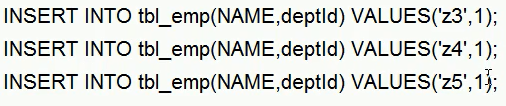 INSERT INTO tbl_emp(NAME,deptId) VALUES('z3',1);
INSERT INTO tbl_emp(NAME,deptId) VALUES('z4',1);
INSERT INTO tbl_emp(NAME,deptId) VALUES('z5',1);